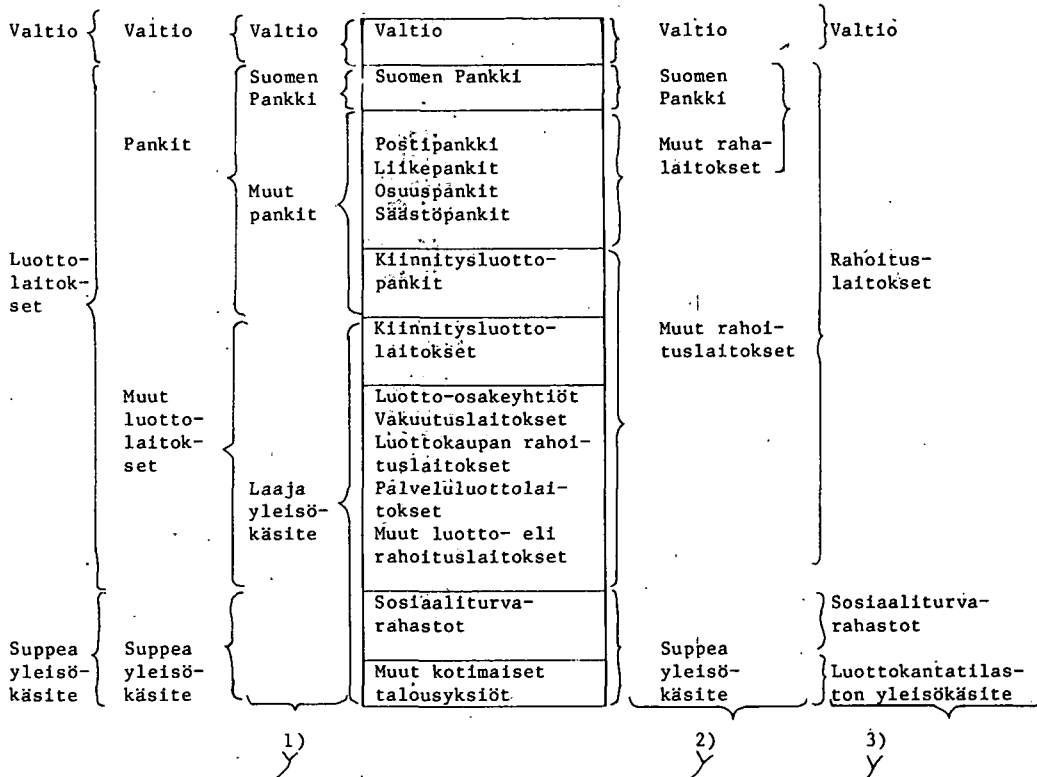 Valtio Valtio Valtio Valtio Valtio Valtio
Suomen Pankki
Suomen
Pankki
Suomen
Pankki
Pankit
Muut
pankit
Postipankki
Liikepankit
Osuuspankit
Säästöpankit
Muut raha-
laitokset
Luotto-
laitok-
set
Kiinnitysluotto-
pankit
Rahoitus-
laitokset
Kiinnitysluotto-
laitokset
Muut rahoi-
tuslaitokset
Muut
luotto-
laitok-
set
Laaja
yleisö-
käsite
Luotto-osakeyhtiöt
Vakuutuslaitokset
Luottokaupan rahoi-
tuslaitokset
Palveluluottolai-
tokset
Muut luotto- eli
rahoituslaitokset
Sosiaaliturva-
rahastot
Sosiaaliturva-
rahastot
Suppea
yleisö-
käsite
Suppea
yleisö-
käsite
Muut kotimaiset
talousyksiöt
Suppea
yleisö-
käsite
Luottokantatilas-
ton yleisökäsite
1) 2) 3)
y y y